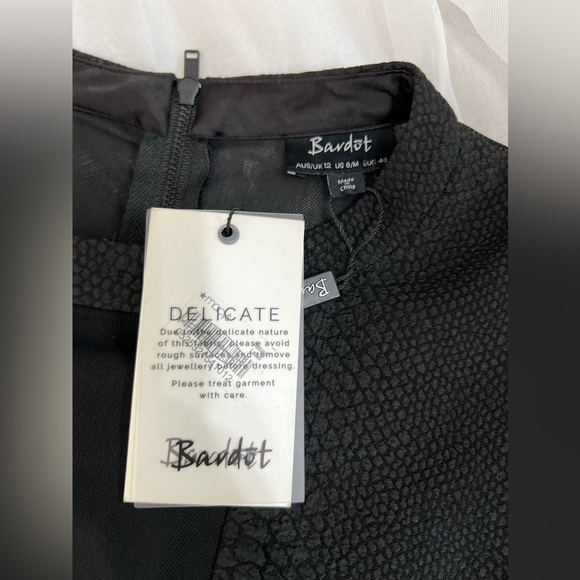 Bardot
AUS/UK 12 US 8/M EUR 40
Made
China
DELICATE
Due to the delicate nature
of this fabric, please avoid
rough surfaces and remove
all jewellery before dressing.
Please treat garment
with care.
Bardot